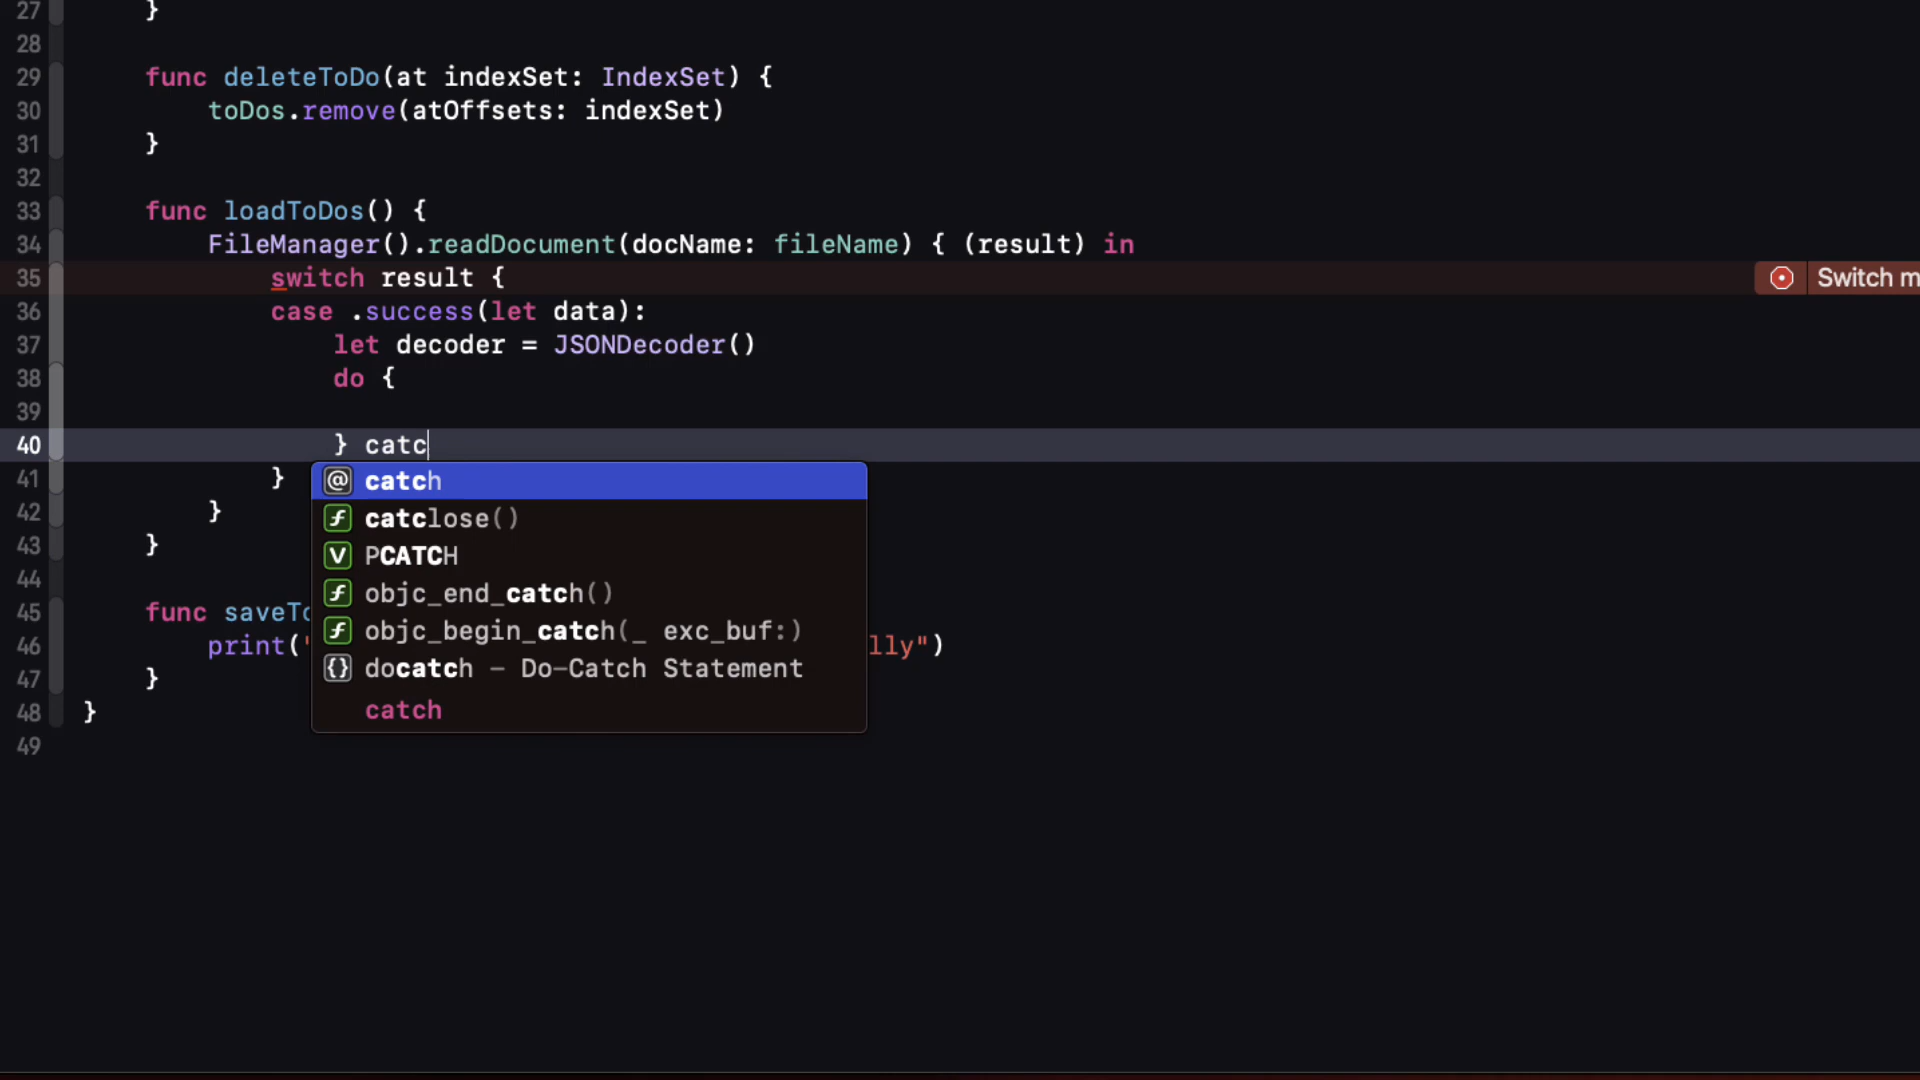 27 }
28
29 func deleteToDo(at indexSet: IndexSet) {
30 toDos.remove(atOffsets: indexSet)
31 }
32
33 func loadToDos() {
34 FileManager().readDocument(docName: fileName) { (result) in
35 switch result { Switch m
36 case .success(let data):
37 let decoder = JSONDecoder()
38 do {
39
40 } catc
41 }
@ catch
42 }
f catclose()
43 }
V PCATCH
44
f objc_end_catch()
45 func saveTo
f objc_begin_catch(_ exc_buf:)
46 print(" lly")
47 }
{} docatch – Do-Catch Statement
48 }
catch
49